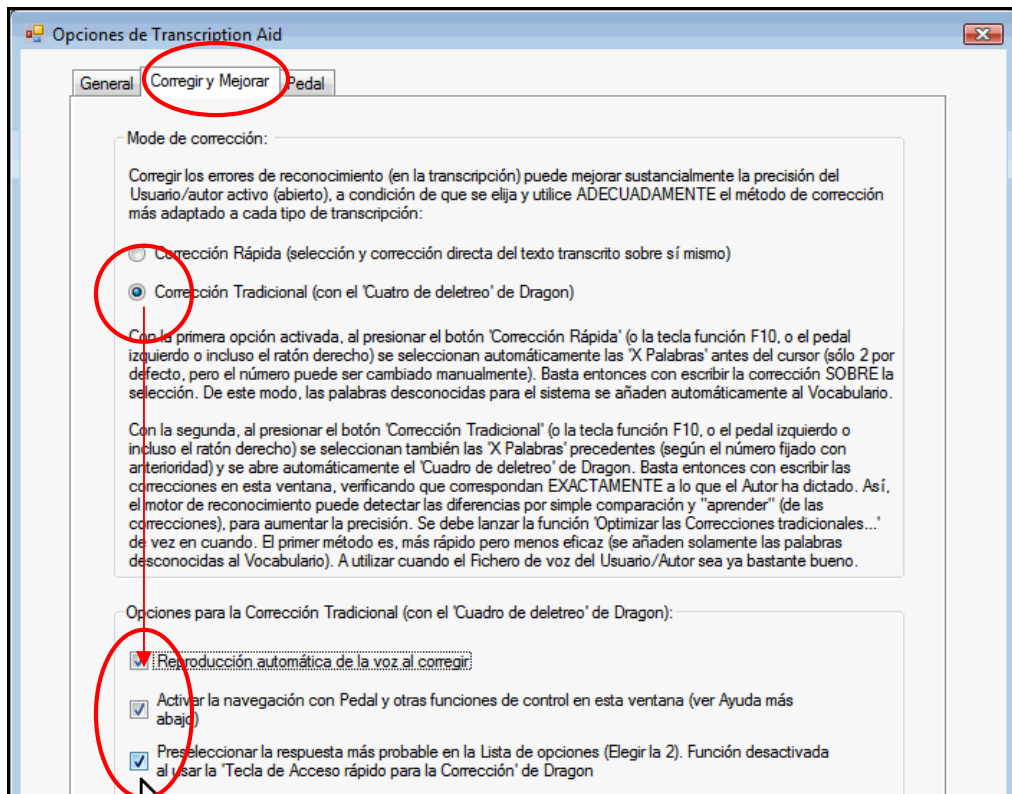 Opciones de Transcription Aid
General Corregir y Mejorar Pedal
Mode de corrección:
Corregir los errores de reconocimiento (en la transcripción) puede mejorar sustancialmente la precisión del
Usuario/autor activo (abierto), a condición de que se elija y utilice ADECUADAMENTE el método de corrección
más adaptado a cada tipo de transcripción:
Corrección Rápida (selección y corrección directa del texto transcrito sobre sí mismo)
Corrección Tradicional (con el 'Cuatro de deletreo' de Dragon)
Con la primera opción activada, al presionar el botón 'Corrección Rápida' (o la tecla función F10, o el pedal
izquierdo o incluso el ratón derecho) se seleccionan automáticamente las 'X Palabras' antes del cursor (sólo 2 por
defecto, pero el número puede ser cambiado manualmente). Basta entonces con escribir la corrección SOBRE la
selección. De este modo, las palabras desconocidas para el sistema se añaden automáticamente al Vocabulario.
Con la segunda, al presionar el botón 'Corrección Tradicional' (o la tecla función F10, o el pedal izquierdo o
incluso el ratón derecho) se seleccionan también las 'X Palabras' precedentes (según el número fijado con
anterioridad) y se abre automáticamente el 'Cuadro de deletreo' de Dragon. Basta entonces con escribir las
correcciones en esta ventana, verificando que correspondan EXACTAMENTE a lo que el Autor ha dictado. Así,
el motor de reconocimiento puede detectar las diferencias por simple comparación y "aprender" (de las
correcciones), para aumentar la precisión. Se debe lanzar la función 'Optimizar las Correcciones tradicionales...'
de vez en cuando. El primer método es, más rápido pero menos eficaz (se añaden solamente las palabras
desconocidas al Vocabulario). A utilizar cuando el Fichero de voz del Usuario/Autor sea ya bastante bueno.
Opciones para la Corrección Tradicional (con el 'Cuadro de deletreo' de Dragon):
Reproducción automática de la voz al corregir
Activar la navegación con Pedal y otras funciones de control en esta ventana (ver Ayuda más
abajo)
Preseleccionar la respuesta más probable en la Lista de opciones (Elegir la 2). Función desactivada
al usar la 'Tecla de Acceso rápido para la Corrección' de Dragon